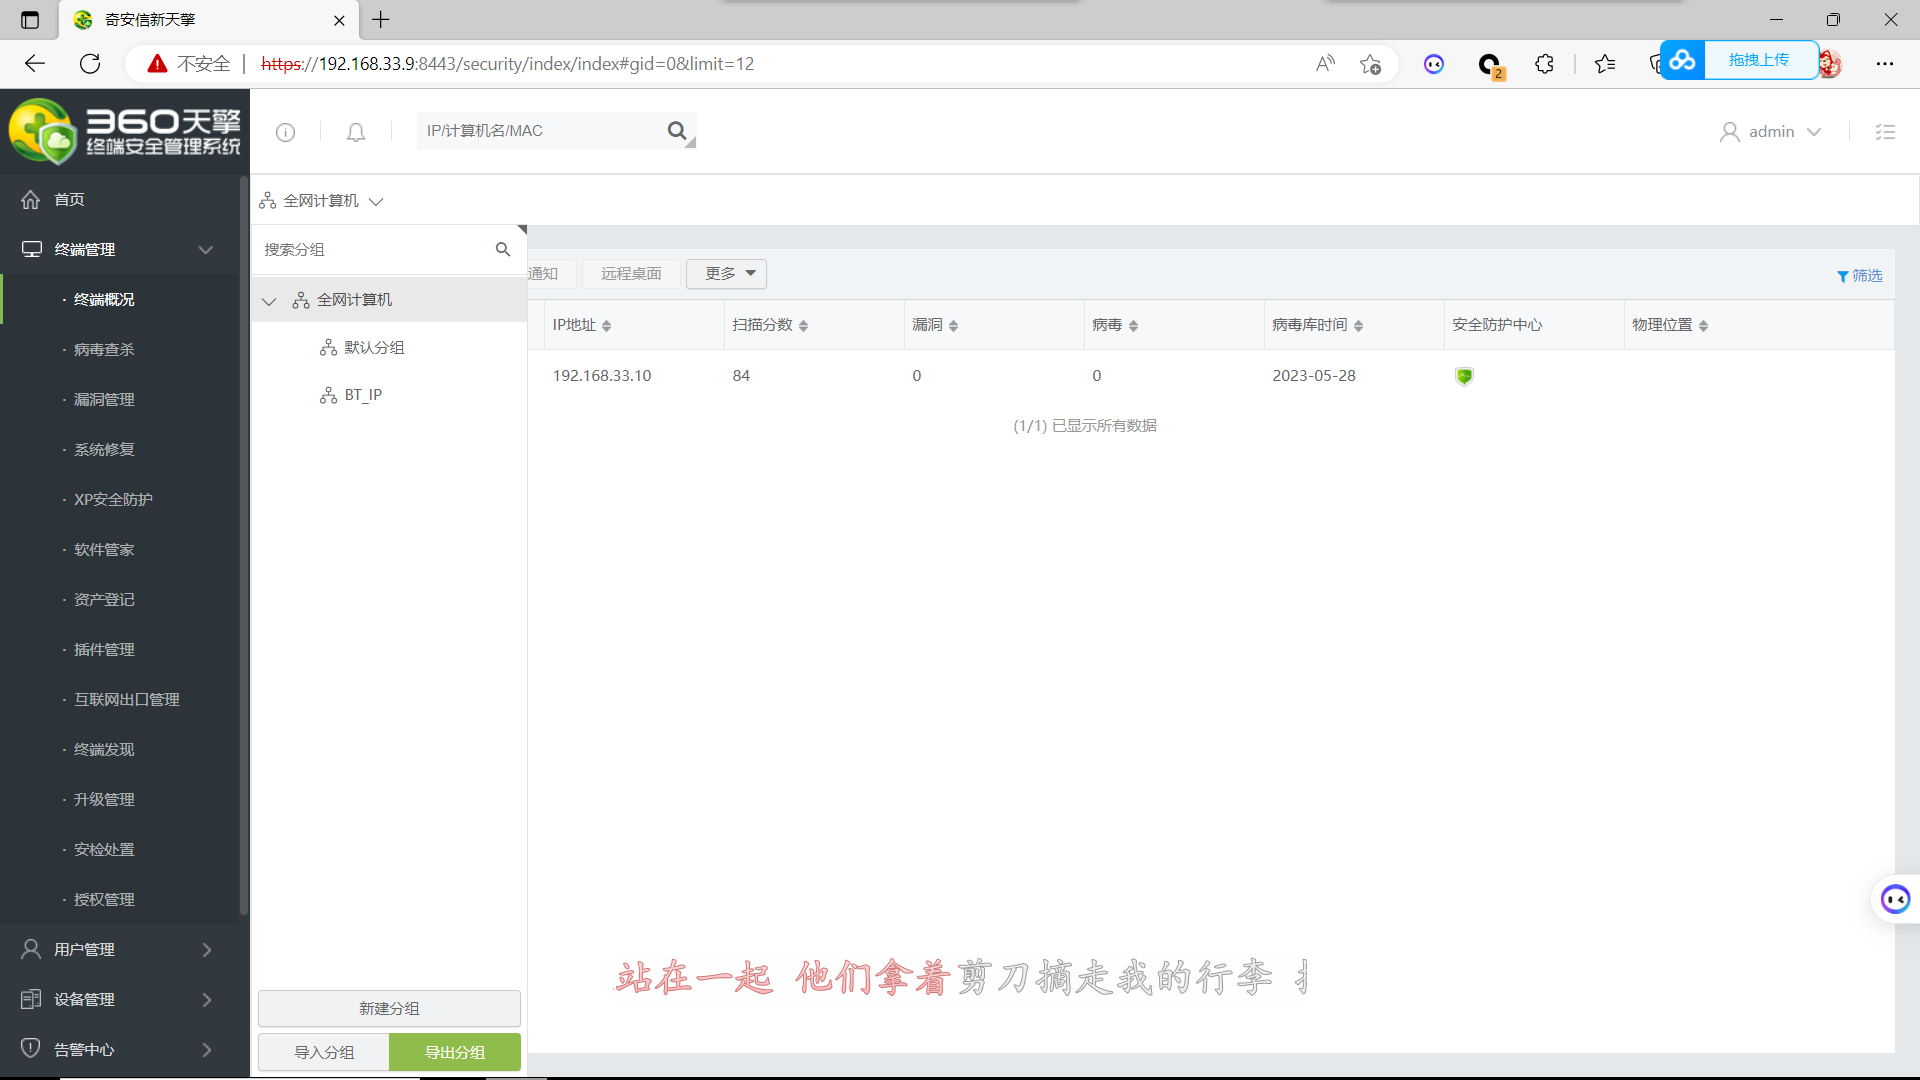 奇安信新天擎
不安全 | https://192.168.33.9:8443/security/index/index#gid=0&limit=12
2
拖拽上传
360天擎
终端安全管理系统
IP/计算机名/MAC
admin
首页
终端管理
· 终端概况
· 病毒查杀
· 漏洞管理
· 系统修复
· XP安全防护
· 软件管家
· 资产登记
· 插件管理
· 互联网出口管理
· 终端发现
· 升级管理
· 安检处置
· 授权管理
用户管理
设备管理
告警中心
全网计算机
搜索分组
全网计算机
默认分组
BT_IP
新建分组
导入分组 导出分组
通知 远程桌面 更多 筛选
IP地址 扫描分数 漏洞 病毒 病毒库时间 安全防护中心 物理位置
192.168.33.10 84 0 0 2023-05-28
(1/1) 已显示所有数据
站在一起 他们拿着剪刀摘走我的行李